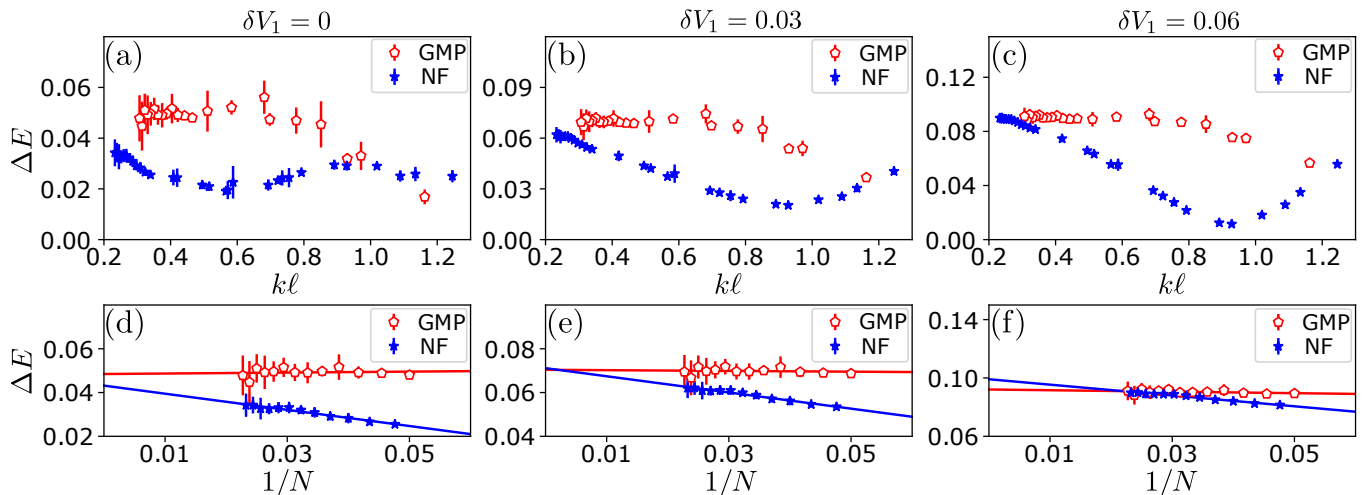 δV₁ = 0
δV₁ = 0.03
δV₁ = 0.06
(a)
GMP
NF
(b)
GMP
NF
(c)
GMP
NF
ΔE
0.06
0.04
0.02
0.00
0.09
0.06
0.03
0.00
0.12
0.08
0.04
0.00
0.2 0.4 0.6 0.8 1.0 1.2
0.2 0.4 0.6 0.8 1.0 1.2
0.2 0.4 0.6 0.8 1.0 1.2
kℓ
kℓ
kℓ
(d)
GMP
NF
(e)
GMP
NF
(f)
GMP
NF
ΔE
0.06
0.04
0.02
0.08
0.06
0.04
0.14
0.10
0.06
0.01 0.03 0.05
0.01 0.03 0.05
0.01 0.03 0.05
1/N
1/N
1/N